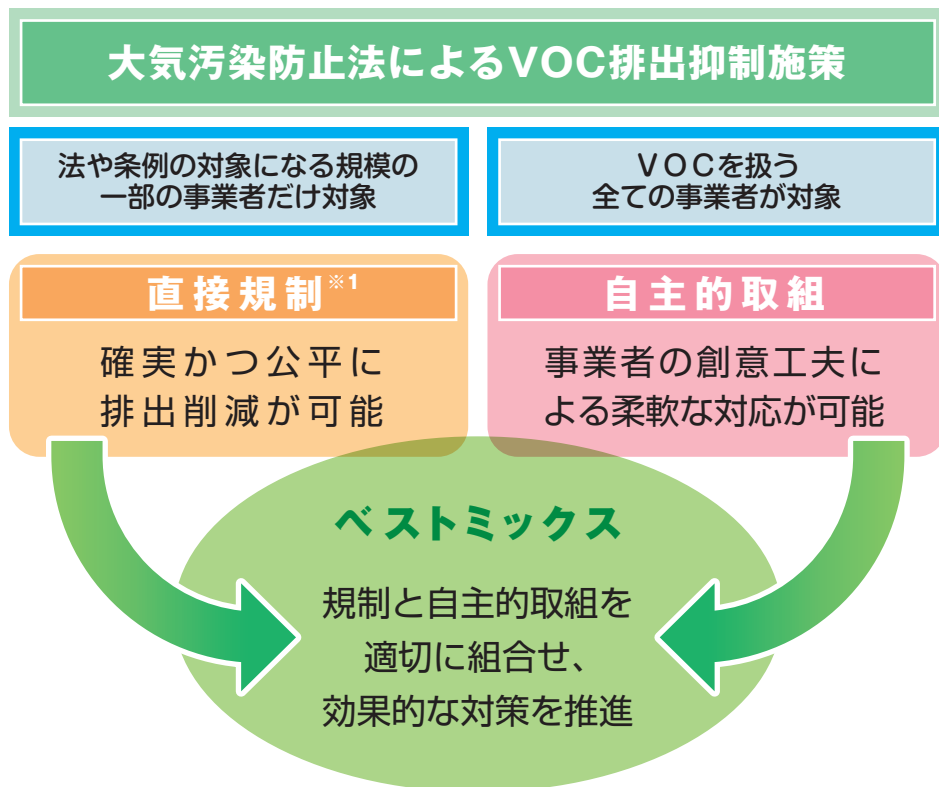 大気汚染防止法によるVOC排出抑制施策
法や条例の対象になる規模の
一部の事業者だけ対象
VOCを扱う
全ての事業者が対象
直接規制※1
確実かつ公平に
排出削減が可能
自主的取組
事業者の創意工夫に
よる柔軟な対応が可能
ベストミックス
規制と自主的取組を
適切に組合せ、
効果的な対策を推進